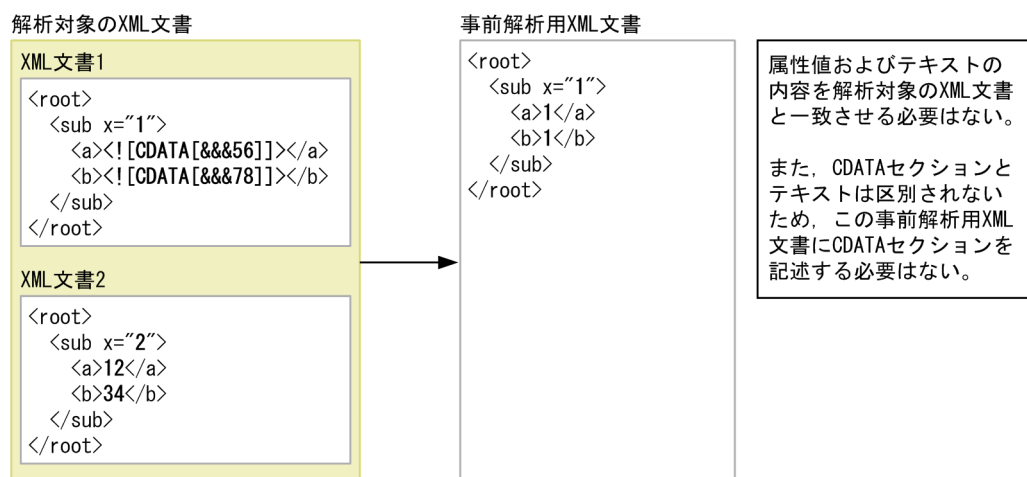 解析対象のXML文書
XML文書1
<root>
  <sub x="1">
    <a><![CDATA[&&&56]]></a>
    <b><![CDATA[&&&78]]></b>
  </sub>
</root>
XML文書2
<root>
  <sub x="2">
    <a>12</a>
    <b>34</b>
  </sub>
</root>
事前解析用XML文書
<root>
  <sub x="1">
    <a>1</a>
    <b>1</b>
  </sub>
</root>
属性値およびテキストの
内容を解析対象のXML文書
と一致させる必要はない。
また，CDATAセクションと
テキストは区別されない
ため，この事前解析用XML
文書にCDATAセクションを
記述する必要はない。